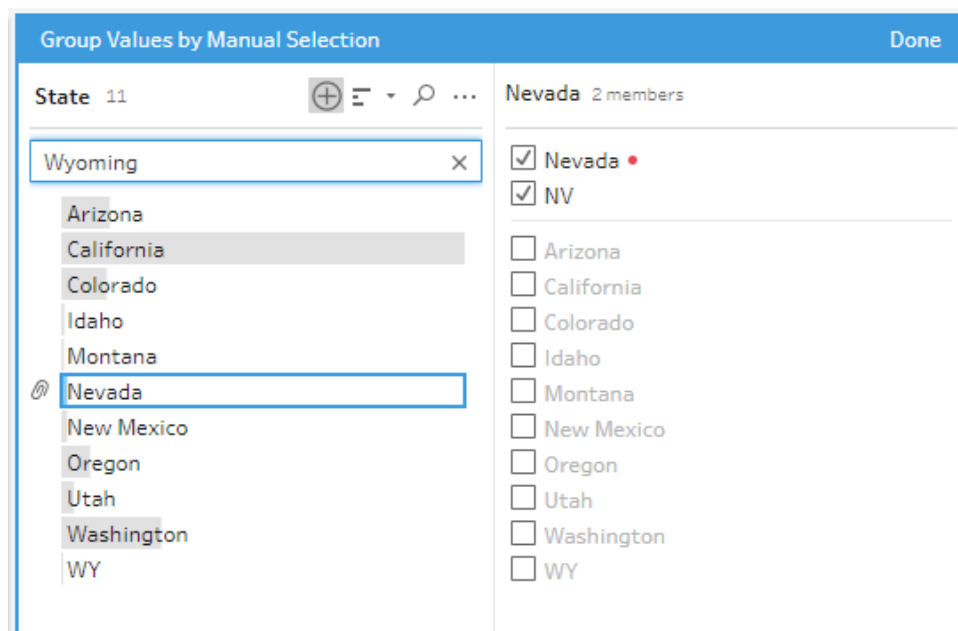 Group Values by Manual Selection Done
State 11
Wyoming
Arizona
California
Colorado
Idaho
Montana
Nevada
New Mexico
Oregon
Utah
Washington
WY
Nevada 2 members
Nevada
NV
Arizona
California
Colorado
Idaho
Montana
New Mexico
Oregon
Utah
Washington
WY